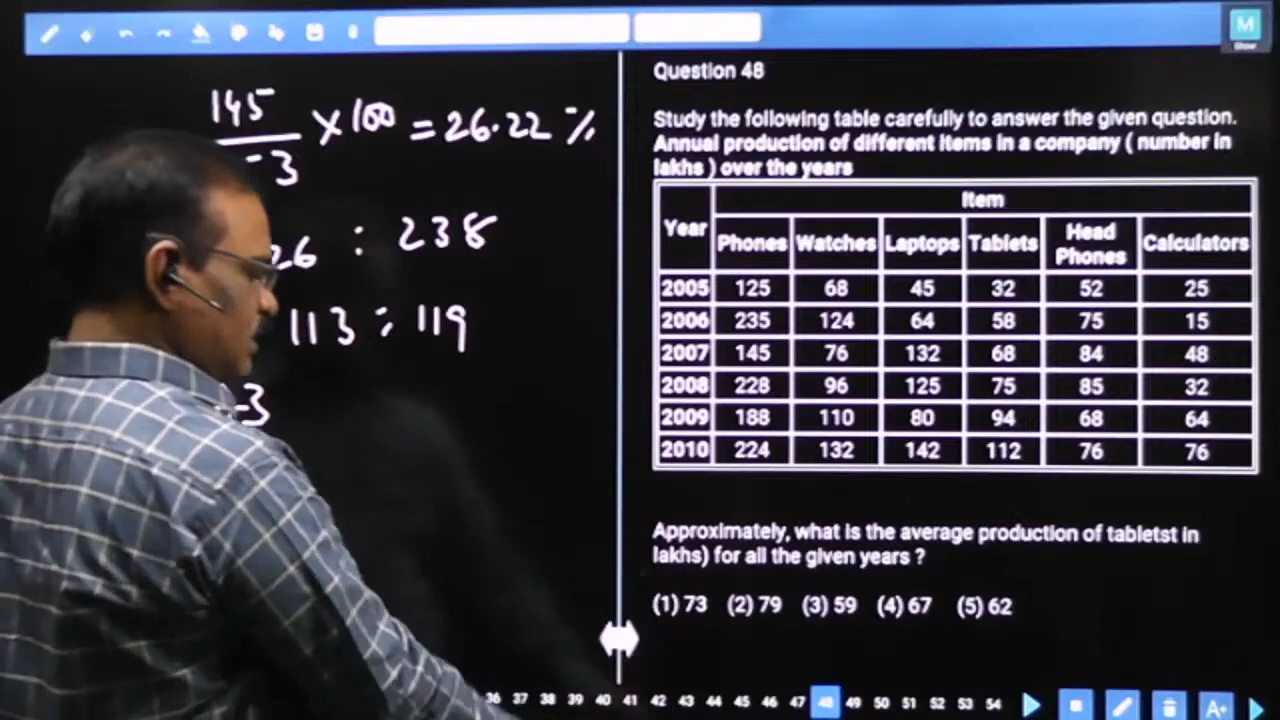 M
Slow
145
× 100 = 26.22 %
-3
26 : 238
113 : 119
-3
Question 48
Study the following table carefully to answer the given question.
Annual production of different items in a company ( number in
lakhs ) over the years
Year Item
Phones Watches Laptops Tablets Head Phones Calculators
2005 125 68 45 32 52 25
2006 235 124 64 58 75 15
2007 145 76 132 68 84 48
2008 228 96 125 75 85 32
2009 188 110 80 94 68 64
2010 224 132 142 112 76 76
Approximately, what is the average production of tabletst in
lakhs) for all the given years ?
(1) 73 (2) 79 (3) 59 (4) 67 (5) 62
36 37 38 39 40 41 42 43 44 45 46 47 48 49 50 51 52 53 54 A+